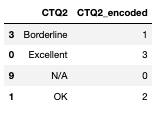 CTQ2 CTQ2_encoded
3 Borderline 1
0 Excellent 3
9 N/A 0
1 OK 2